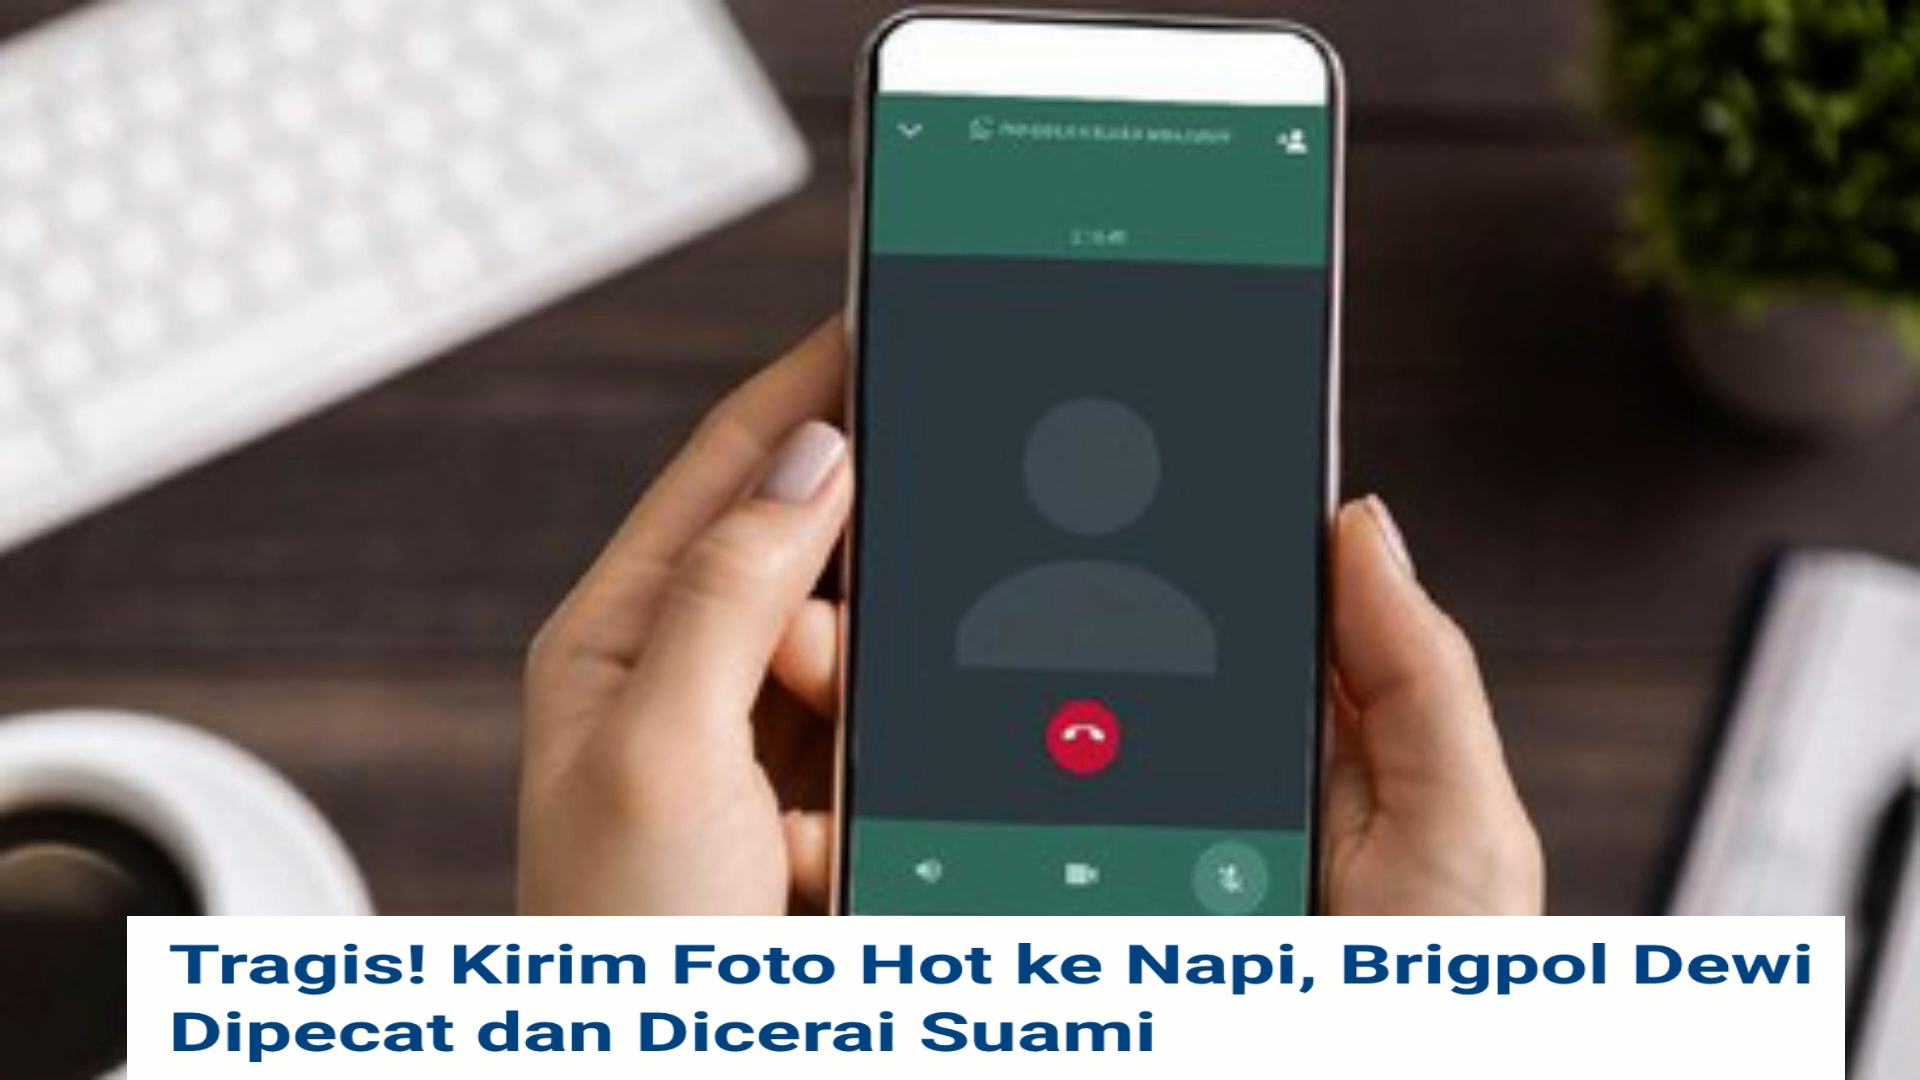 Tragis! Kirim Foto Hot ke Napi, Brigpol Dewi
Dipecat dan Dicerai Suami